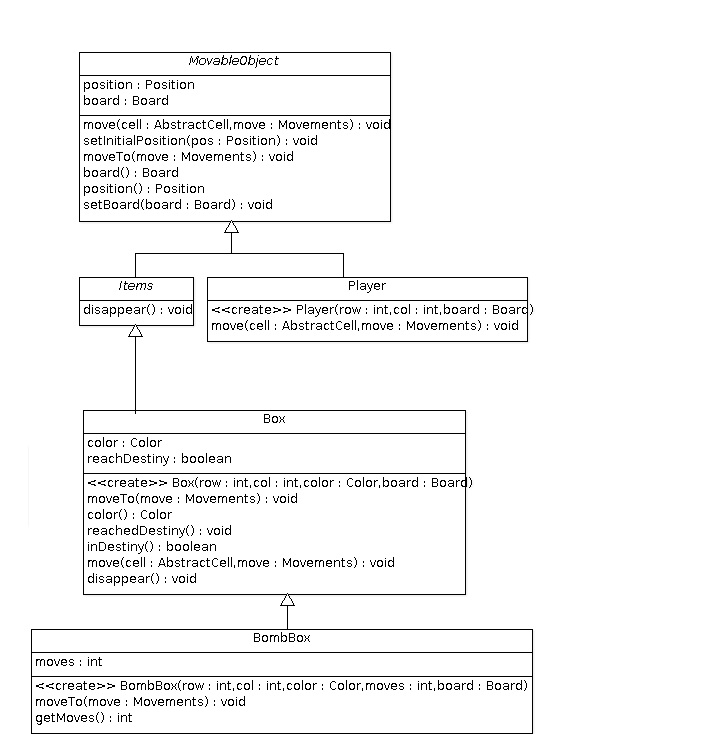 MovableObject
position : Position
board : Board
move(cell : AbstractCell,move : Movements) : void
setInitialPosition(pos : Position) : void
moveTo(move : Movements) : void
board() : Board
position() : Position
setBoard(board : Board) : void
Items
disappear() : void
Player
<<create>> Player(row : int,col : int,board : Board)
move(cell : AbstractCell,move : Movements) : void
Box
color : Color
reachDestiny : boolean
<<create>> Box(row : int,col : int,color : Color,board : Board)
moveTo(move : Movements) : void
color() : Color
reachedDestiny() : void
inDestiny() : boolean
move(cell : AbstractCell,move : Movements) : void
disappear() : void
BombBox
moves : int
<<create>> BombBox(row : int,col : int,color : Color,moves : int,board : Board)
moveTo(move : Movements) : void
getMoves() : int